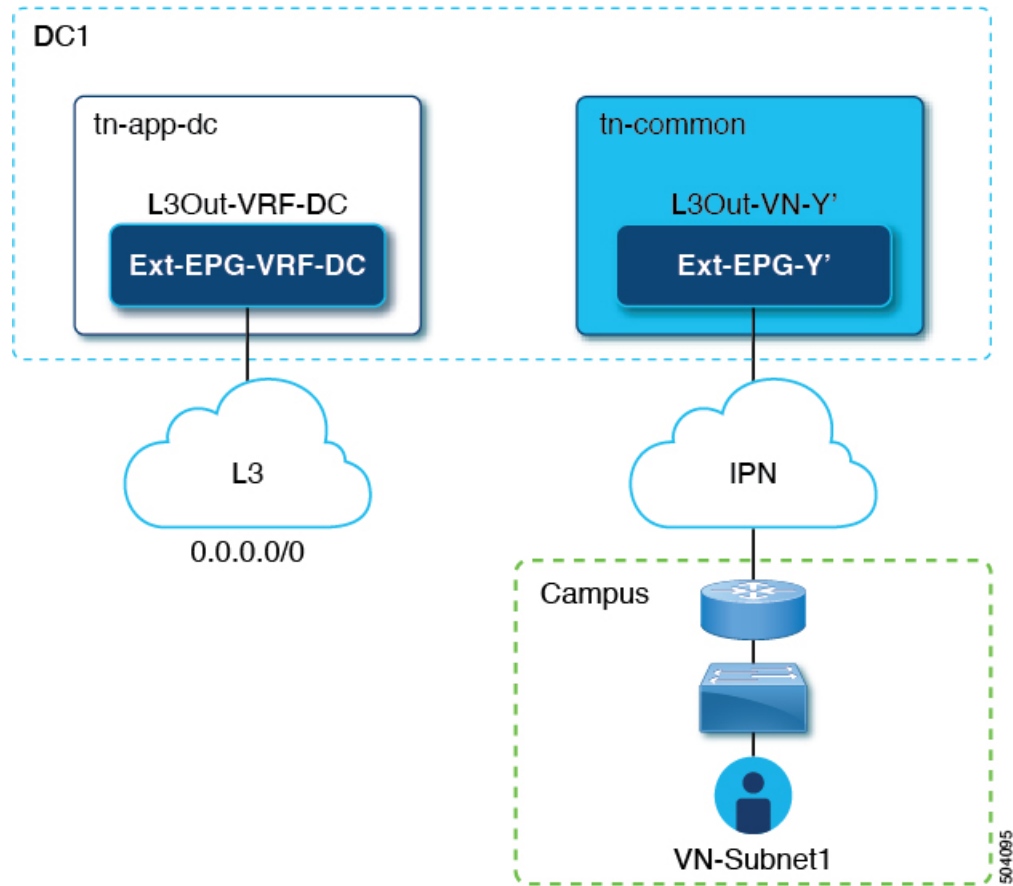 DC1
tn-app-dc
L3Out-VRF-DC
Ext-EPG-VRF-DC
tn-common
L3Out-VN-Y’
Ext-EPG-Y’
L3
0.0.0.0/0
IPN
Campus
VN-Subnet1
504095